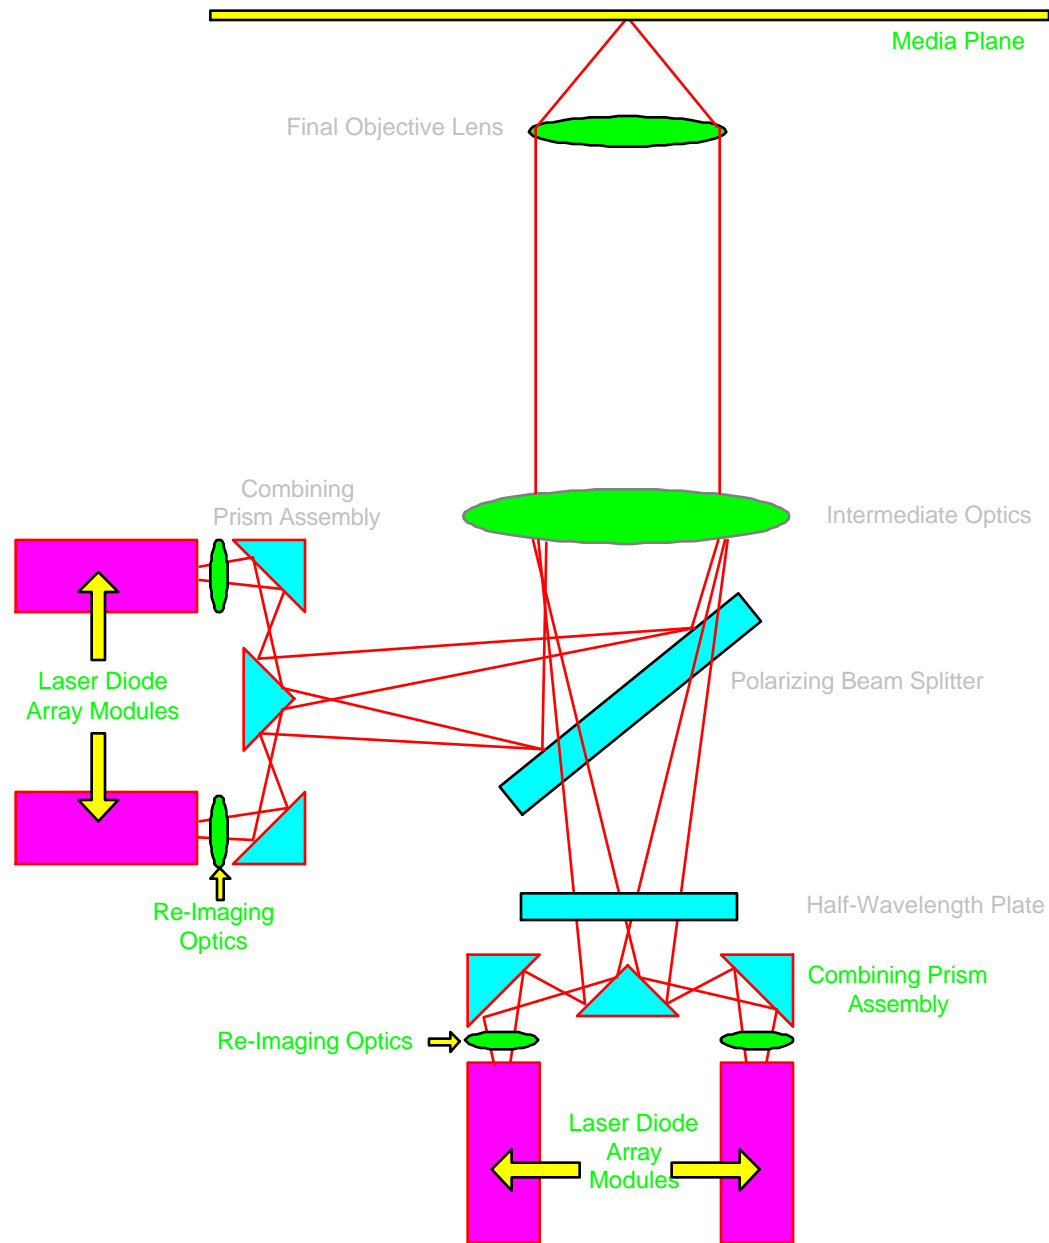 Media Plane
Final Objective Lens
Combining
Prism Assembly
Intermediate Optics
Laser Diode
Array Modules
Polarizing Beam Splitter
Re-Imaging
Optics
Half-Wavelength Plate
Combining Prism
Assembly
Re-Imaging Optics
Laser Diode
Array
Modules